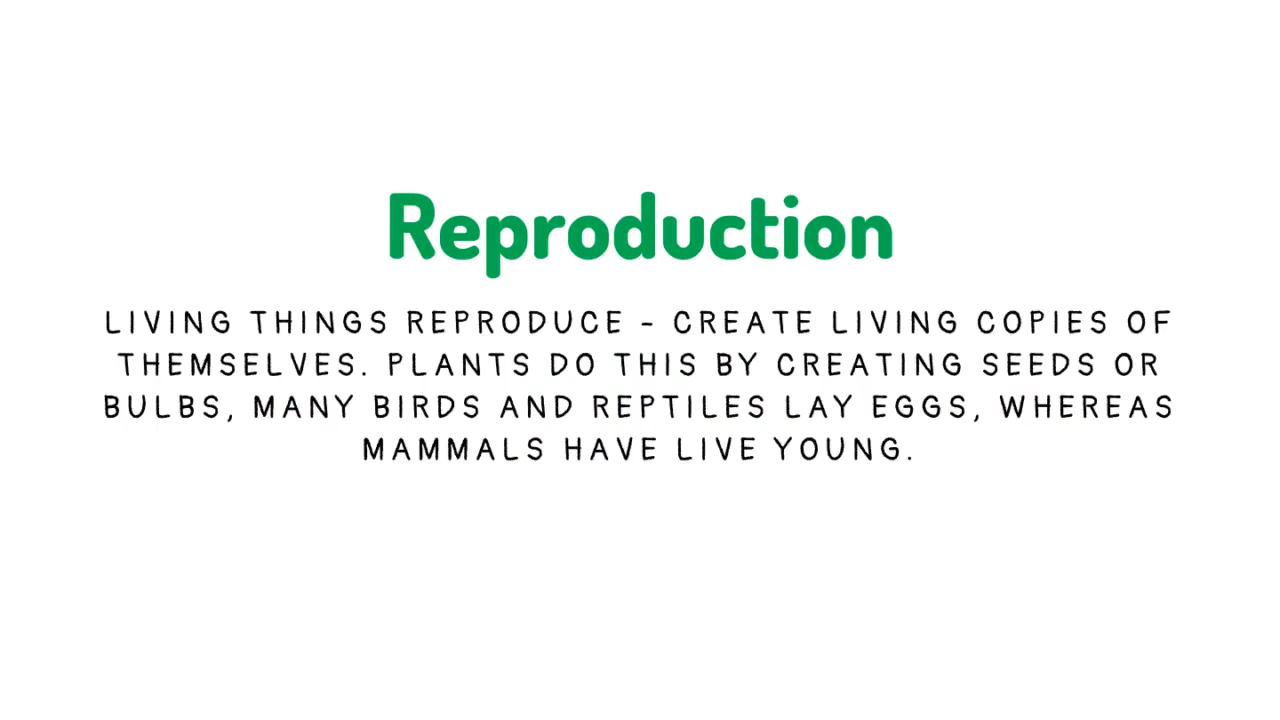 Reproduction
LIVING THINGS REPRODUCE - CREATE LIVING COPIES OF
THEMSELVES. PLANTS DO THIS BY CREATING SEEDS OR
BULBS, MANY BIRDS AND REPTILES LAY EGGS, WHEREAS
MAMMALS HAVE LIVE YOUNG.